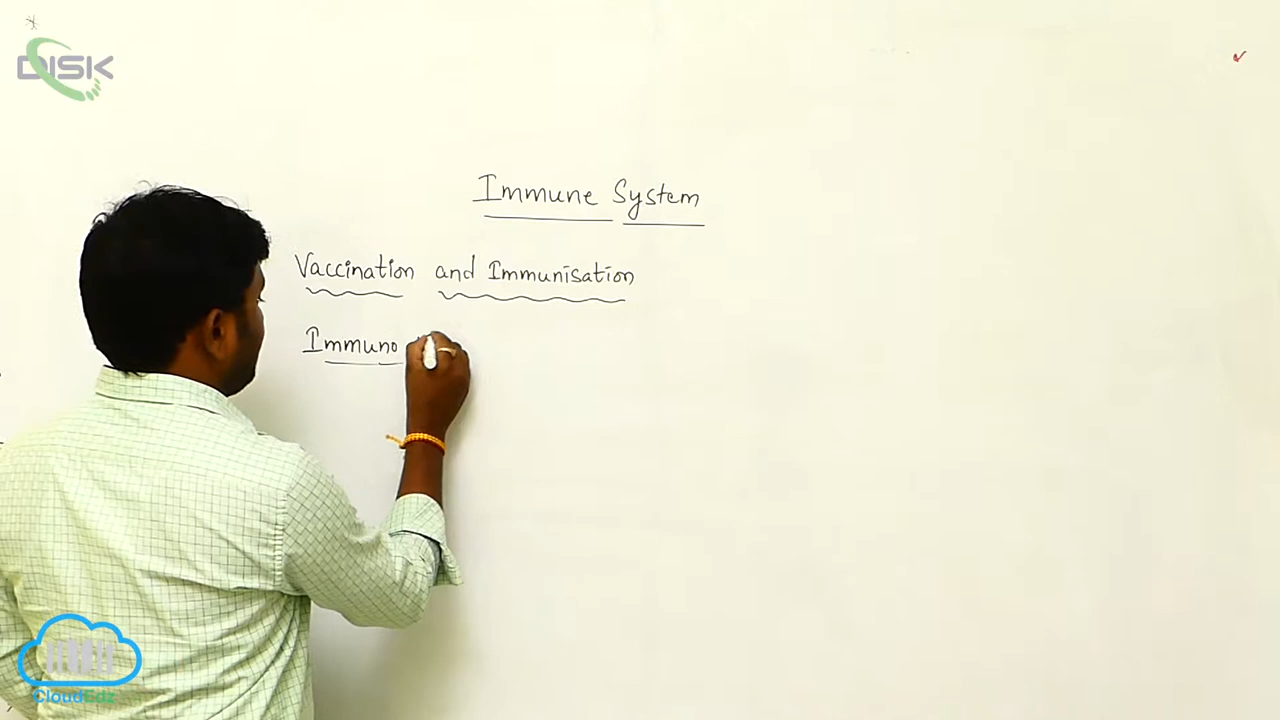 DISK
Immune System
Vaccination and Immunisation
Immuno
CloudEdz